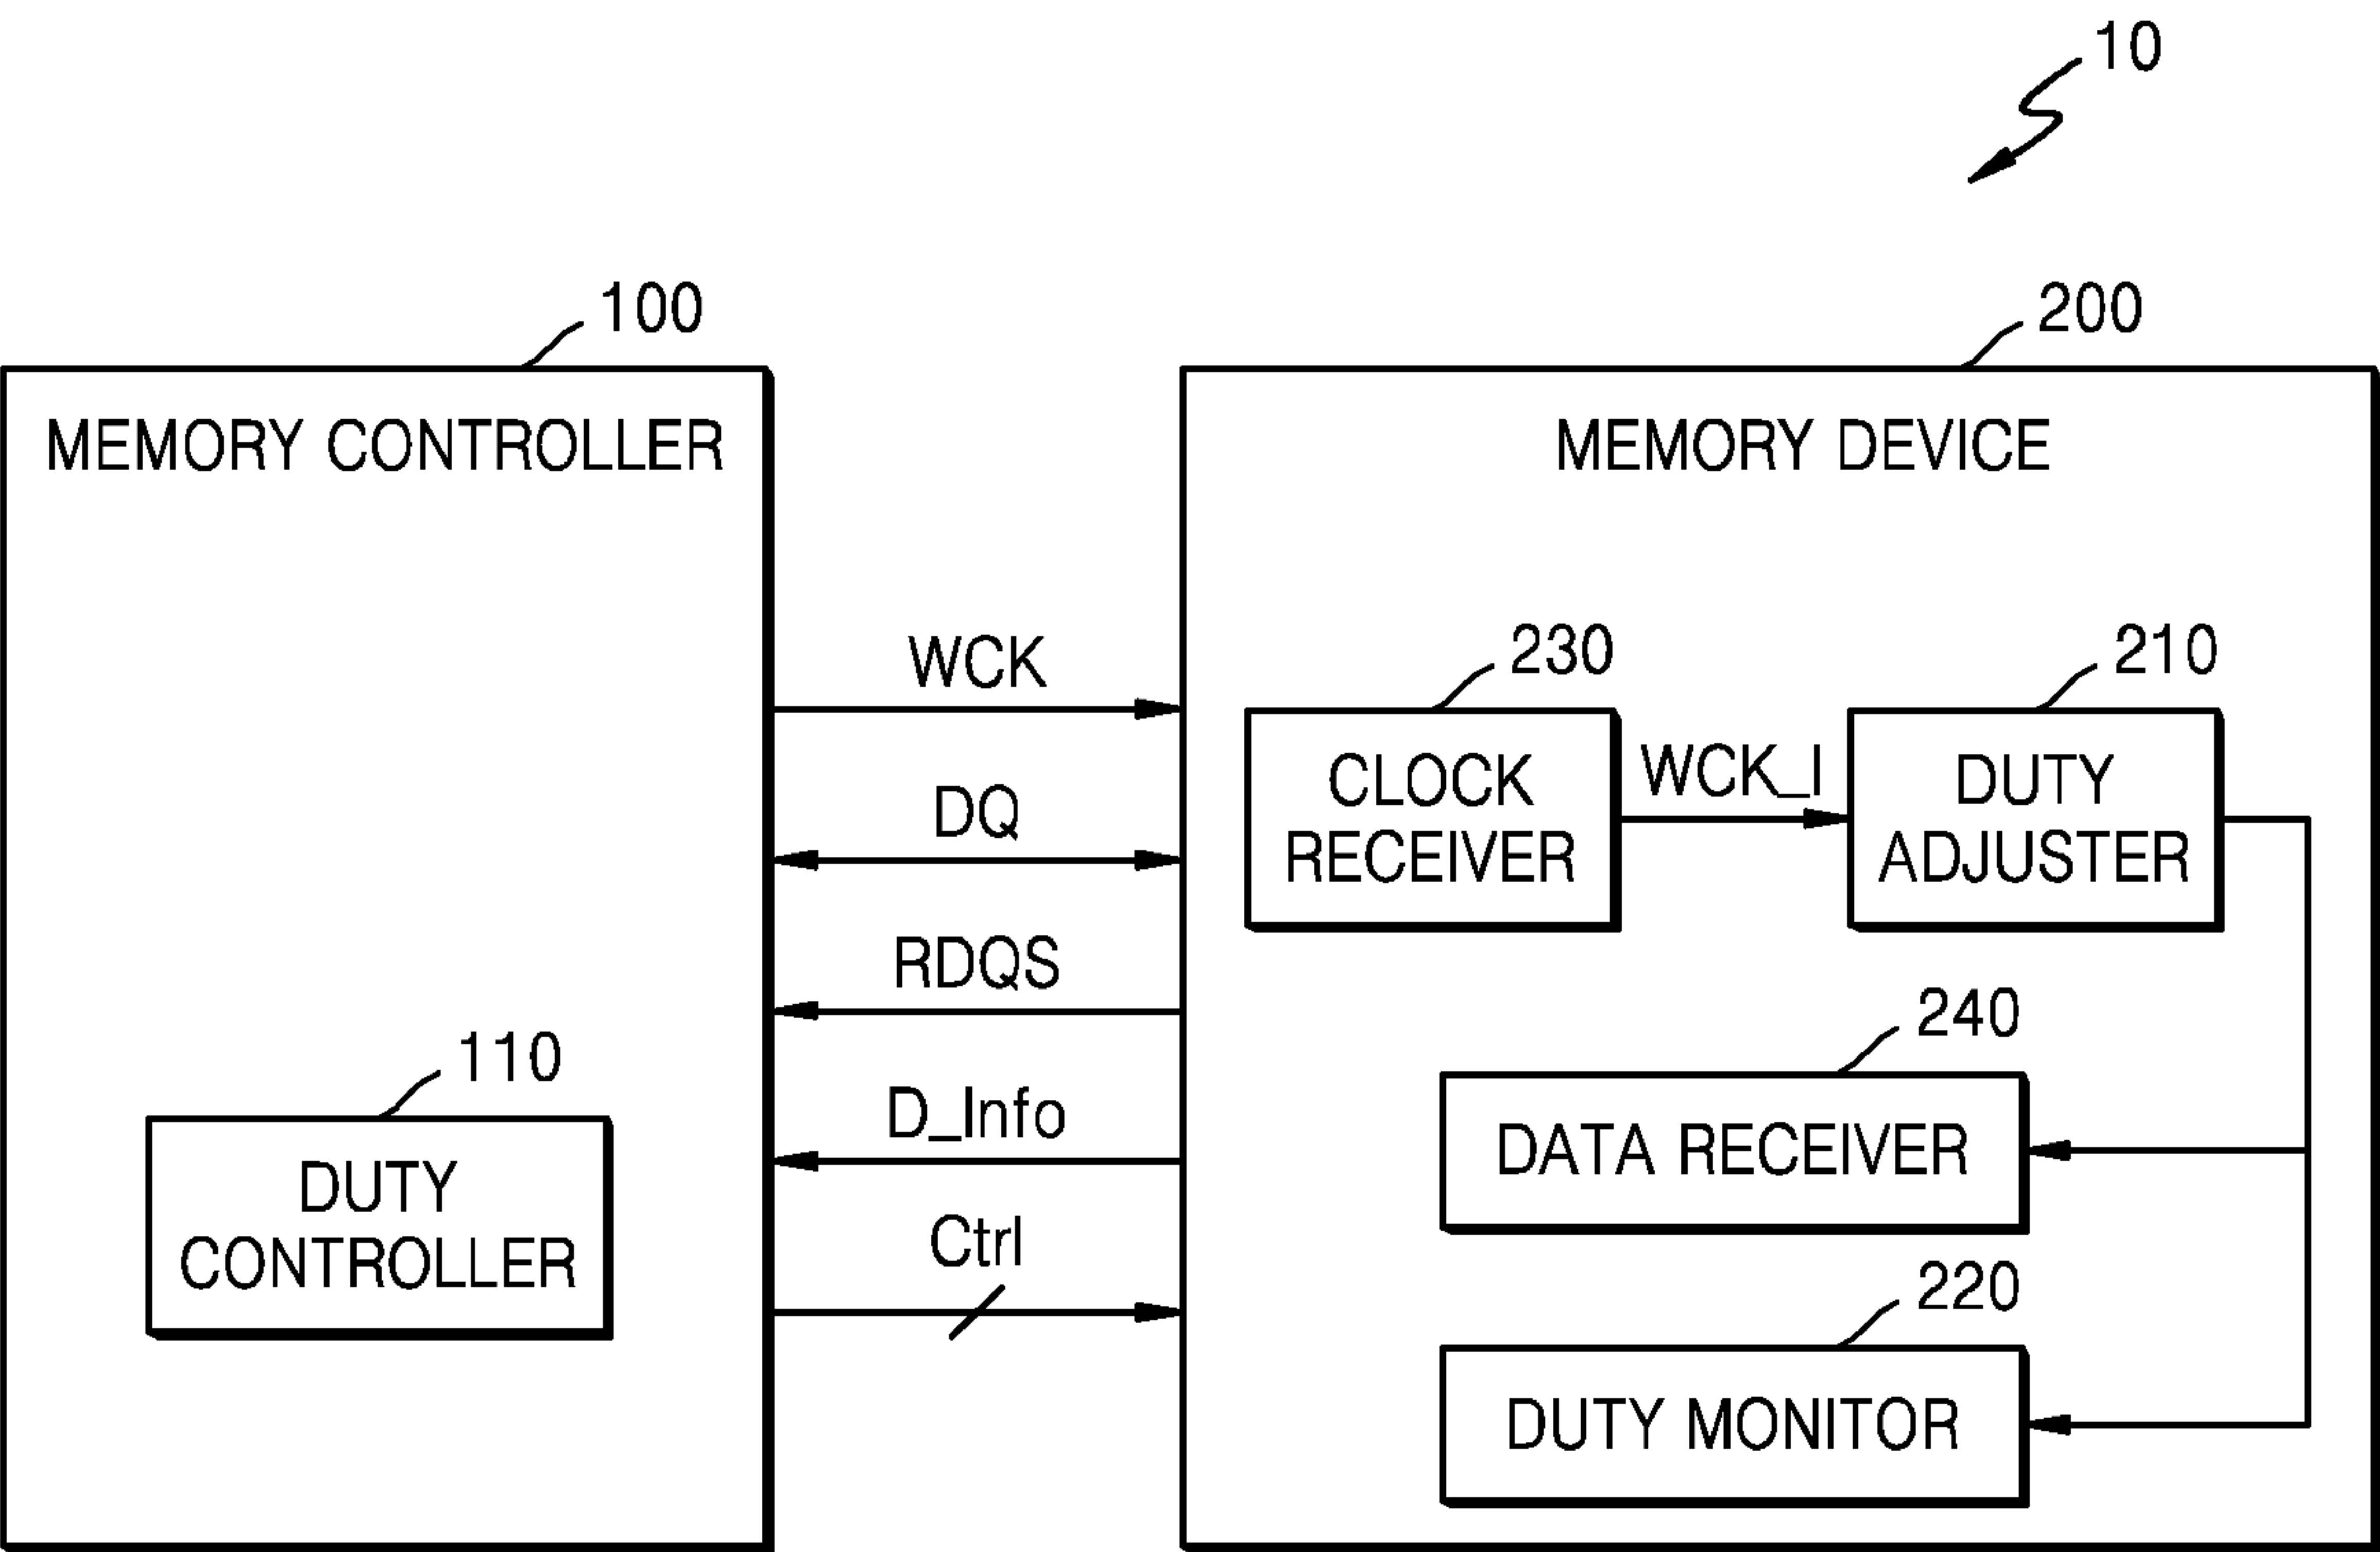 10
100
200
MEMORY CONTROLLER
MEMORY DEVICE
WCK
DQ
RDQS
D_Info
Ctrl
110
DUTY
CONTROLLER
230
CLOCK
RECEIVER
WCK_I
210
DUTY
ADJUSTER
240
DATA RECEIVER
220
DUTY MONITOR